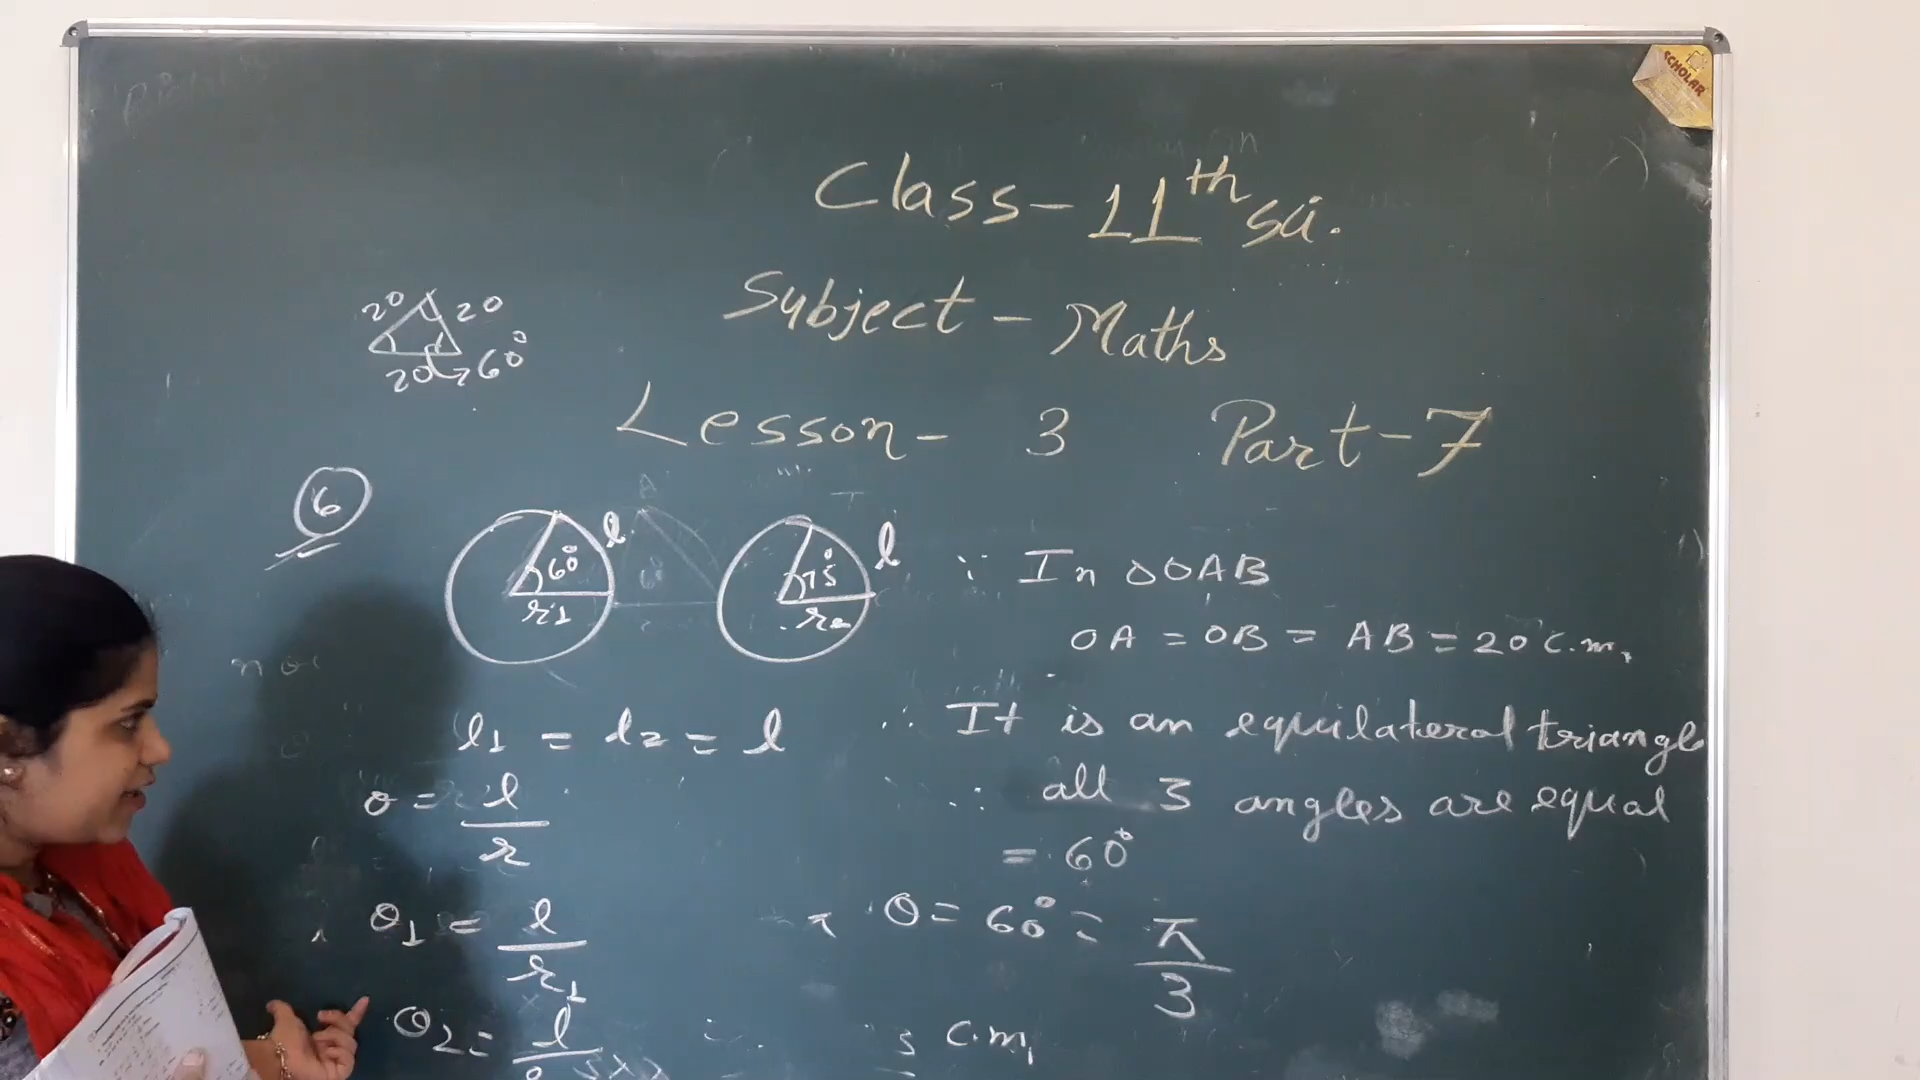 SCHOLAR
Class - 11th sci.
Subject - Maths
Lesson - 3 Part - 7
20 20
20 → 60°
6
60° l
r1
75° l
r2
l1 = l2 = l
θ = l/r
θ1 = l/r1
θ2 = l
∵ In △OAB
OA = OB = AB = 20 c.m.
∴ It is an equilateral triangle
∴ all 3 angles are equal
= 60°
θ = 60° = π/3
c.m.